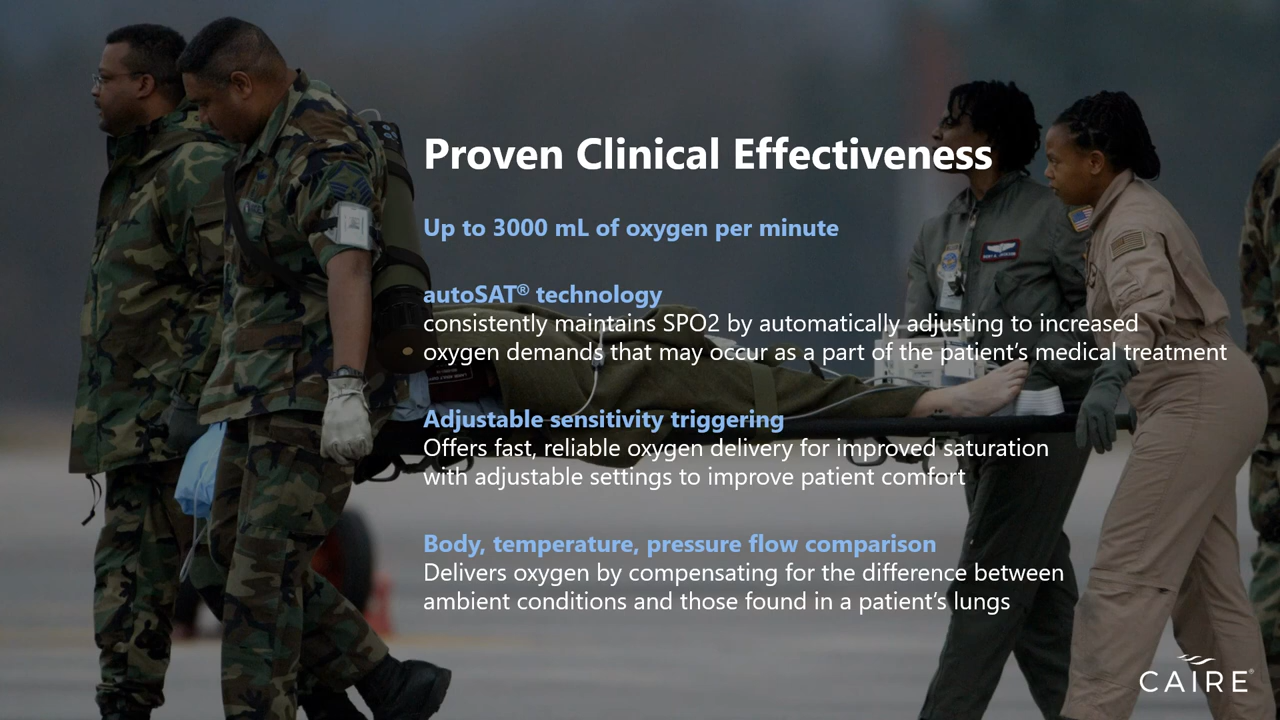 Proven Clinical Effectiveness
Up to 3000 mL of oxygen per minute
autoSAT® technology
consistently maintains SPO2 by automatically adjusting to increased
oxygen demands that may occur as a part of the patient's medical treatment
Adjustable sensitivity triggering
Offers fast, reliable oxygen delivery for improved saturation
with adjustable settings to improve patient comfort
Body, temperature, pressure flow comparison
Delivers oxygen by compensating for the difference between
ambient conditions and those found in a patient's lungs
CAIRE®